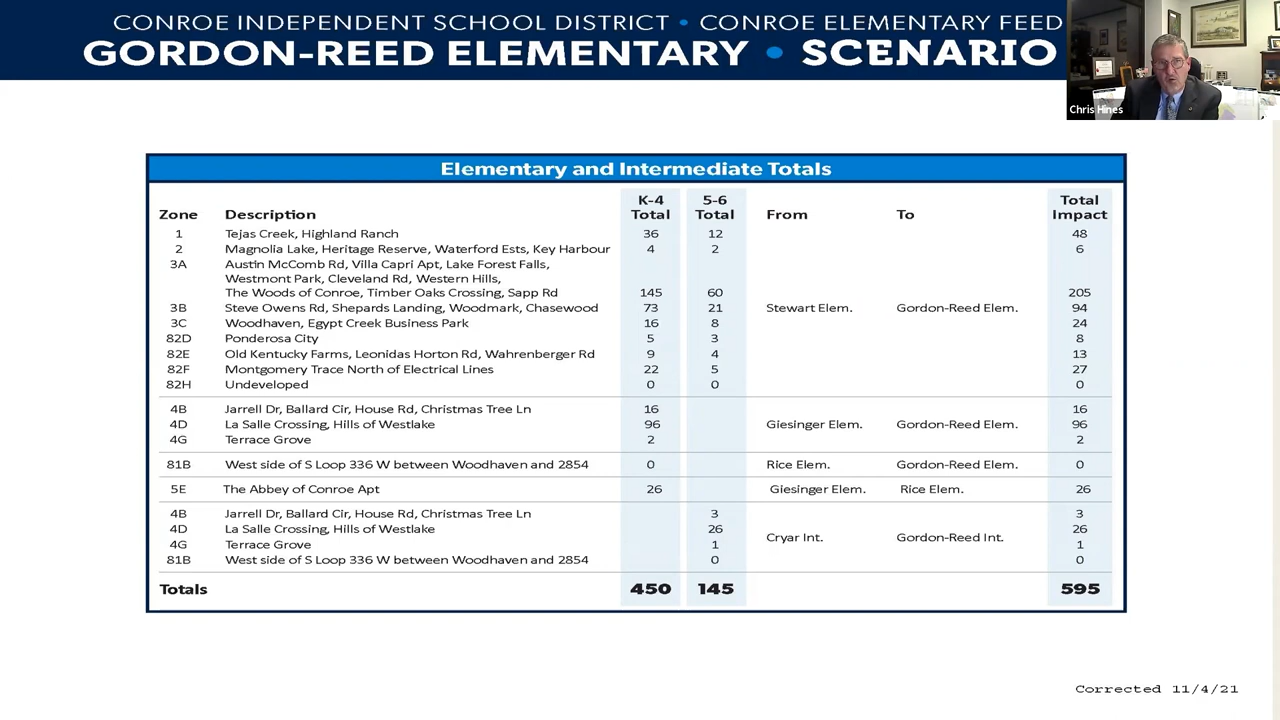 CONROE INDEPENDENT SCHOOL DISTRICT • CONROE ELEMENTARY FEED
GORDON-REED ELEMENTARY • SCENARIO
Chris Hines
Elementary and Intermediate Totals
Zone Description K-4 Total 5-6 Total From To Total Impact
1 Tejas Creek, Highland Ranch 36 12 48
2 Magnolia Lake, Heritage Reserve, Waterford Ests, Key Harbour 4 2 6
3A Austin McComb Rd, Villa Capri Apt, Lake Forest Falls,
Westmont Park, Cleveland Rd, Western Hills,
The Woods of Conroe, Timber Oaks Crossing, Sapp Rd 145 60 205
3B Steve Owens Rd, Shepards Landing, Woodmark, Chasewood 73 21 Stewart Elem. Gordon-Reed Elem. 94
3C Woodhaven, Egypt Creek Business Park 16 8 24
82D Ponderosa City 5 3 8
82E Old Kentucky Farms, Leonidas Horton Rd, Wahrenberger Rd 9 4 13
82F Montgomery Trace North of Electrical Lines 22 5 27
82H Undeveloped 0 0 0
4B Jarrell Dr, Ballard Cir, House Rd, Christmas Tree Ln 16 16
4D La Salle Crossing, Hills of Westlake 96 Giesinger Elem. Gordon-Reed Elem. 96
4G Terrace Grove 2 2
81B West side of S Loop 336 W between Woodhaven and 2854 0 Rice Elem. Gordon-Reed Elem. 0
5E The Abbey of Conroe Apt 26 Giesinger Elem. Rice Elem. 26
4B Jarrell Dr, Ballard Cir, House Rd, Christmas Tree Ln 3 3
4D La Salle Crossing, Hills of Westlake 26 Cryar Int. Gordon-Reed Int. 26
4G Terrace Grove 1 1
81B West side of S Loop 336 W between Woodhaven and 2854 0 0
Totals 450 145 595
Corrected 11/4/21